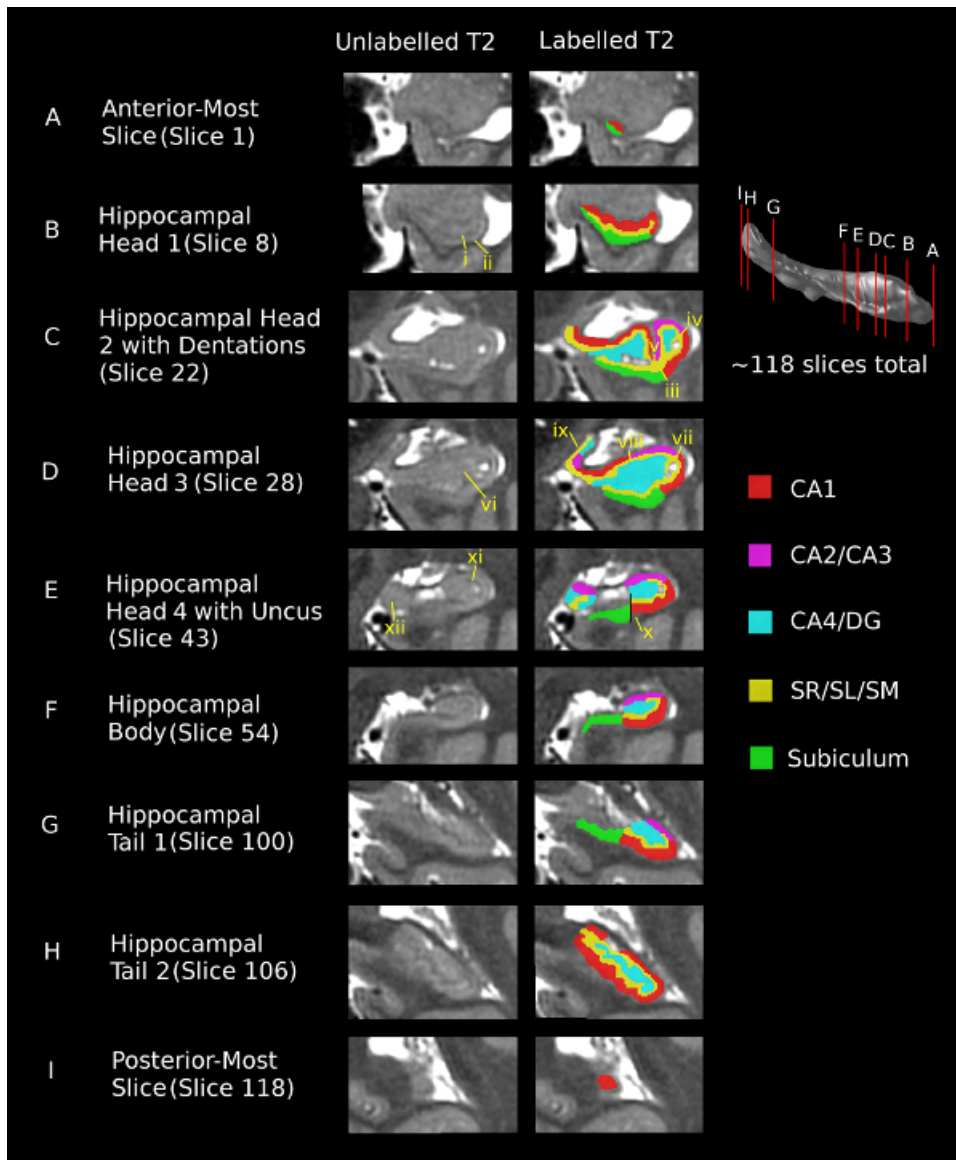 Unlabelled T2
Labelled T2
A
Anterior-Most
Slice (Slice 1)
B
Hippocampal
Head 1(Slice 8)
i
ii
C
Hippocampal Head
2 with Dentations
(Slice 22)
iv
v
iii
D
Hippocampal
Head 3 (Slice 28)
vi
ix
viii
vii
E
Hippocampal
Head 4 with Uncus
(Slice 43)
xi
xii
x
F
Hippocampal
Body(Slice 54)
G
Hippocampal
Tail 1(Slice 100)
H
Hippocampal
Tail 2(Slice 106)
I
Posterior-Most
Slice(Slice 118)
I H G F E D C B A
~118 slices total
CA1
CA2/CA3
CA4/DG
SR/SL/SM
Subiculum